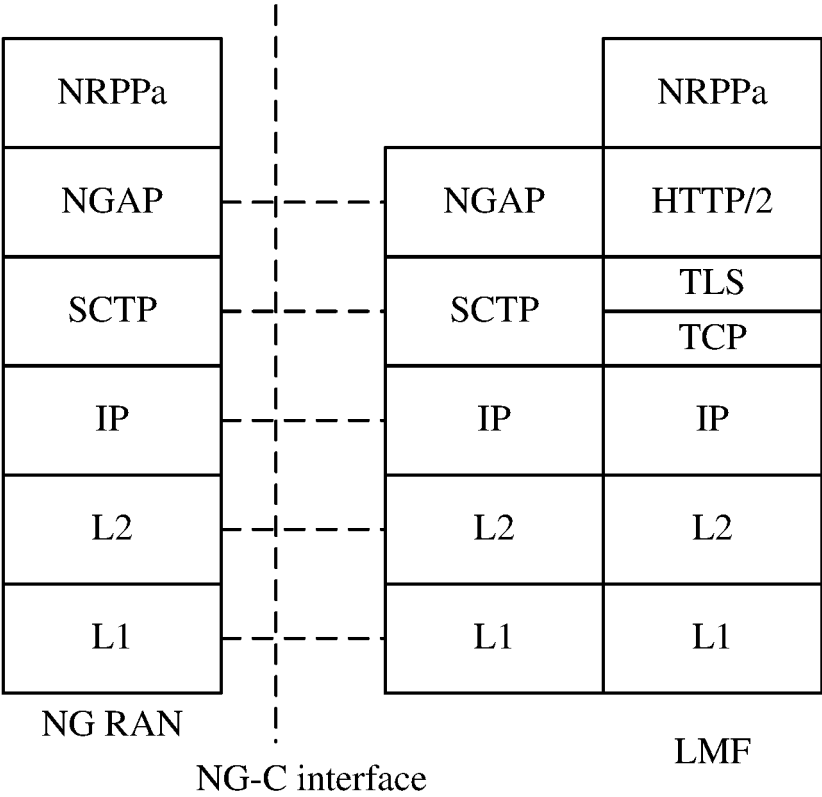 NRPPa NRPPa
NGAP NGAP HTTP/2
SCTP SCTP TLS
TCP
IP IP IP
L2 L2 L2
L1 L1 L1
NG RAN
LMF
NG-C interface